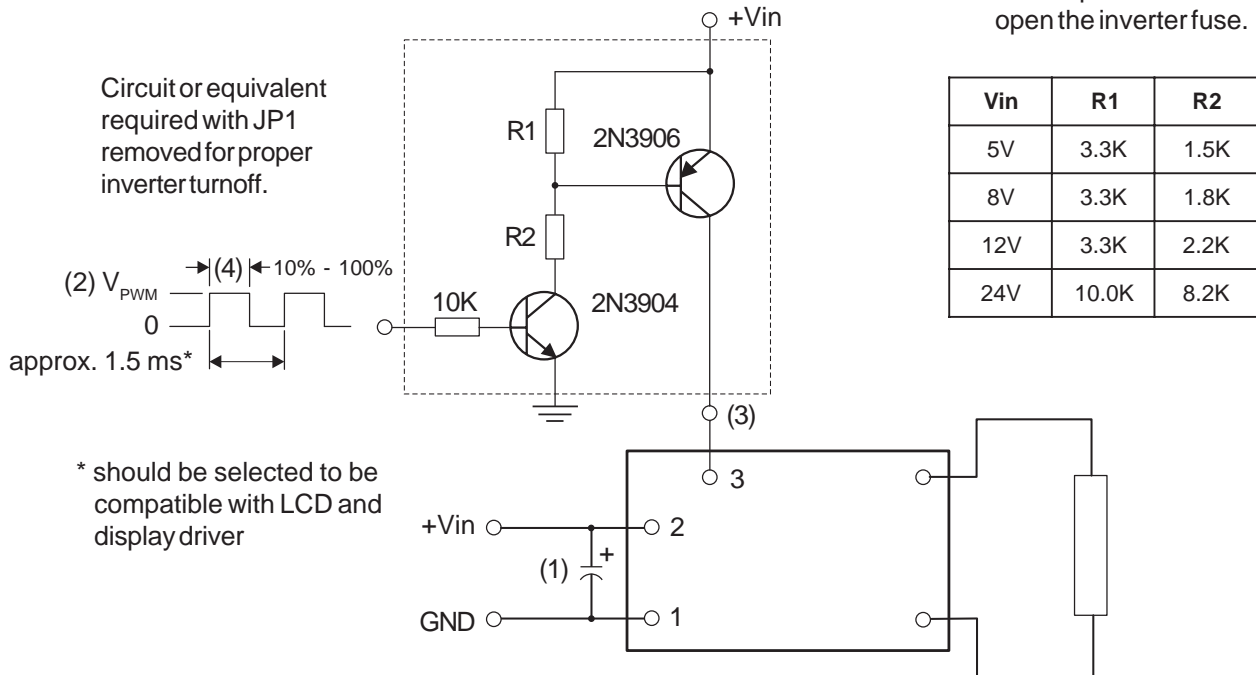 +Vin
open the inverter fuse.
Circuit or equivalent
required with JP1
removed for proper
inverter turnoff.
R1
2N3906
R2
(2) VPWM
(4)
10% - 100%
0
approx. 1.5 ms*
10K
2N3904
Vin R1 R2
5V 3.3K 1.5K
8V 3.3K 1.8K
12V 3.3K 2.2K
24V 10.0K 8.2K
(3)
* should be selected to be
compatible with LCD and
display driver
3
+Vin
2
(1)
+
GND
1